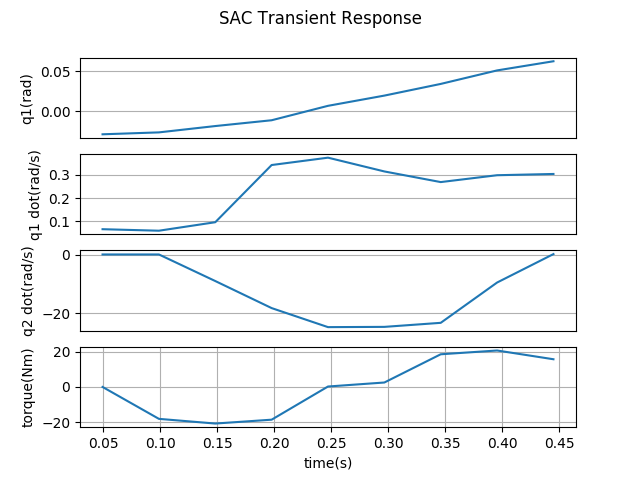 SAC Transient Response
q1(rad)
0.05
0.00
q1 dot(rad/s)
0.3
0.2
0.1
q2 dot(rad/s)
0
−20
torque(Nm)
20
0
−20
0.05 0.10 0.15 0.20 0.25 0.30 0.35 0.40 0.45
time(s)